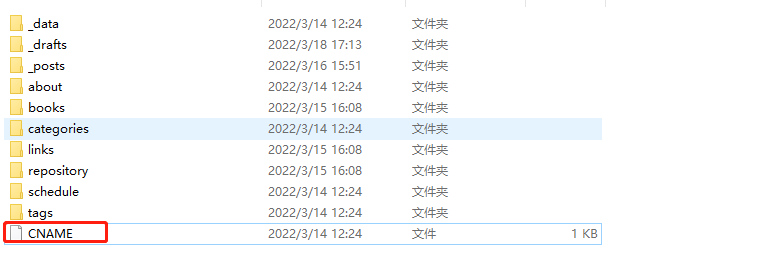 _data 2022/3/14 12:24 文件夹
_drafts 2022/3/18 17:13 文件夹
_posts 2022/3/16 15:51 文件夹
about 2022/3/14 12:24 文件夹
books 2022/3/15 16:08 文件夹
categories 2022/3/14 12:24 文件夹
links 2022/3/15 16:08 文件夹
repository 2022/3/15 16:08 文件夹
schedule 2022/3/14 12:24 文件夹
tags 2022/3/14 12:24 文件夹
CNAME 2022/3/14 12:24 文件 1 KB